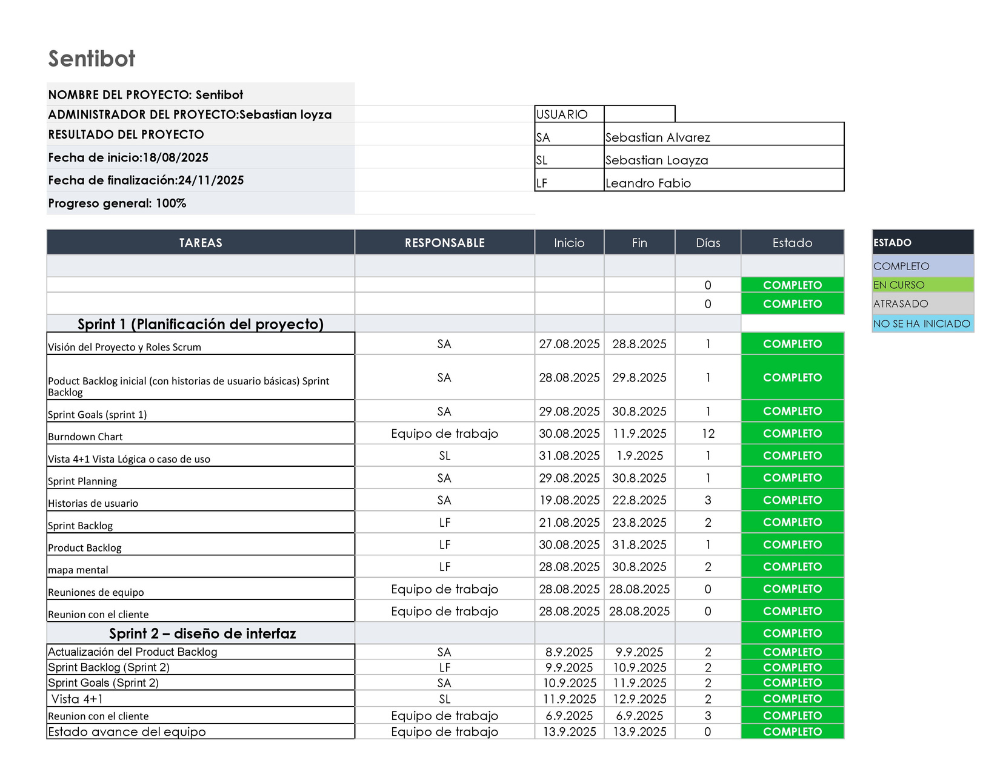 Sentibot
NOMBRE DEL PROYECTO: Sentibot
ADMINISTRADOR DEL PROYECTO:Sebastian loyza
RESULTADO DEL PROYECTO
Fecha de inicio:18/08/2025
Fecha de finalización:24/11/2025
Progreso general: 100%
USUARIO
SA Sebastian Alvarez
SL Sebastian Loayza
LF Leandro Fabio
TAREAS RESPONSABLE Inicio Fin Días Estado
0 COMPLETO
0 COMPLETO
Sprint 1 (Planificación del proyecto)
Visión del Proyecto y Roles Scrum SA 27.08.2025 28.8.2025 1 COMPLETO
Poduct Backlog inicial (con historias de usuario básicas) Sprint
Backlog SA 28.08.2025 29.8.2025 1 COMPLETO
Sprint Goals (sprint 1) SA 29.08.2025 30.8.2025 1 COMPLETO
Burndown Chart Equipo de trabajo 30.08.2025 11.9.2025 12 COMPLETO
Vista 4+1 Vista Lógica o caso de uso SL 31.08.2025 1.9.2025 1 COMPLETO
Sprint Planning SA 29.08.2025 30.8.2025 1 COMPLETO
Historias de usuario SA 19.08.2025 22.8.2025 3 COMPLETO
Sprint Backlog LF 21.08.2025 23.8.2025 2 COMPLETO
Product Backlog LF 30.08.2025 31.8.2025 1 COMPLETO
mapa mental LF 28.08.2025 30.8.2025 2 COMPLETO
Reuniones de equipo Equipo de trabajo 28.08.2025 28.08.2025 0 COMPLETO
Reunion con el cliente Equipo de trabajo 28.08.2025 28.08.2025 0 COMPLETO
Sprint 2 – diseño de interfaz COMPLETO
Actualización del Product Backlog SA 8.9.2025 9.9.2025 2 COMPLETO
Sprint Backlog (Sprint 2) LF 9.9.2025 10.9.2025 2 COMPLETO
Sprint Goals (Sprint 2) SA 10.9.2025 11.9.2025 2 COMPLETO
Vista 4+1 SL 11.9.2025 12.9.2025 2 COMPLETO
Reunion con el cliente Equipo de trabajo 6.9.2025 6.9.2025 3 COMPLETO
Estado avance del equipo Equipo de trabajo 13.9.2025 13.9.2025 0 COMPLETO
ESTADO
COMPLETO
EN CURSO
ATRASADO
NO SE HA INICIADO